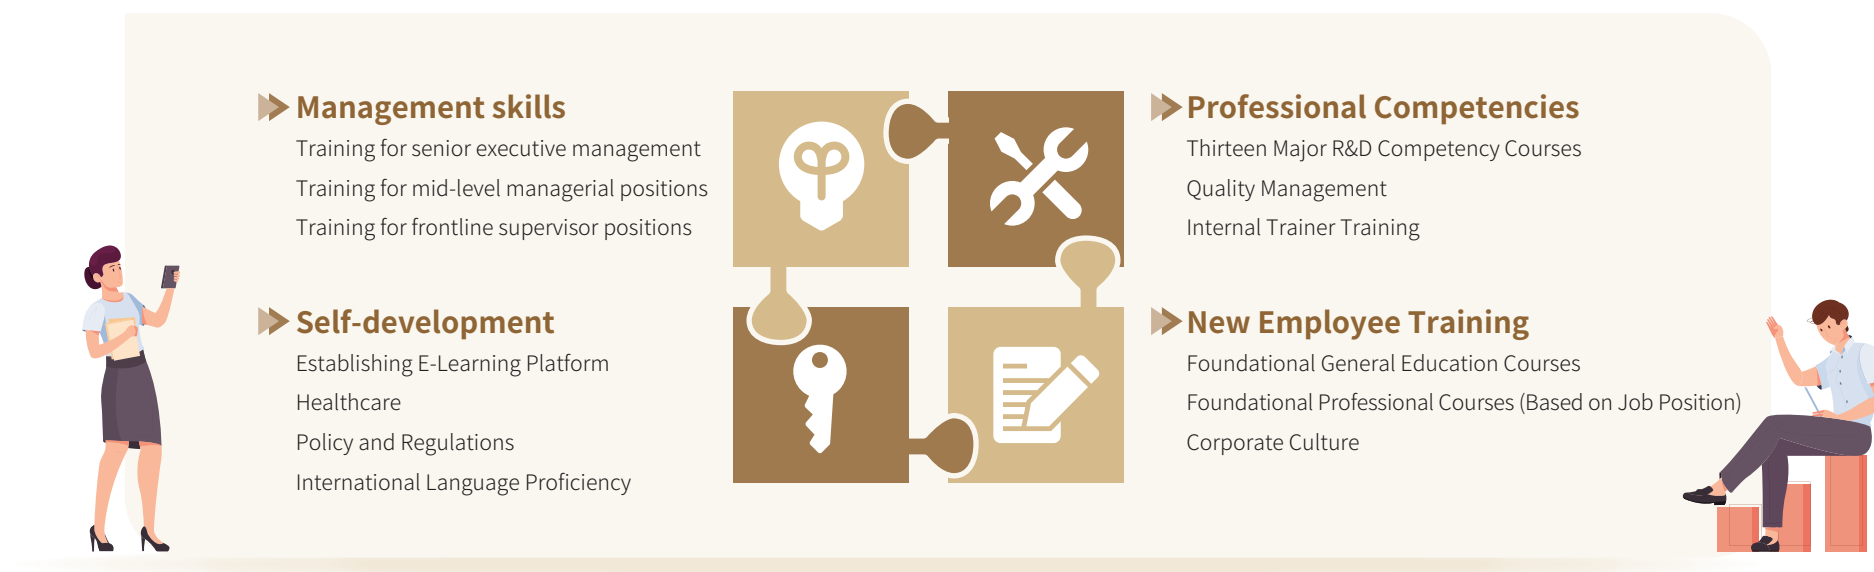 Management skills
Training for senior executive management
Training for mid-level managerial positions
Training for frontline supervisor positions
Professional Competencies
Thirteen Major R&D Competency Courses
Quality Management
Internal Trainer Training
Self-development
Establishing E-Learning Platform
Healthcare
Policy and Regulations
International Language Proficiency
New Employee Training
Foundational General Education Courses
Foundational Professional Courses (Based on Job Position)
Corporate Culture